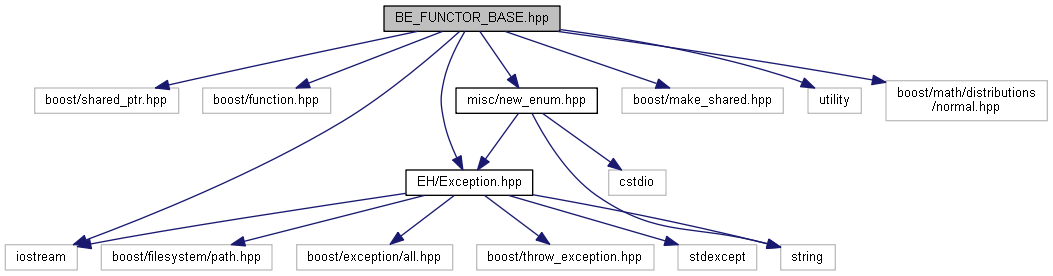 BE_FUNCTOR_BASE.hpp
boost/shared_ptr.hpp
boost/function.hpp
misc/new_enum.hpp
boost/make_shared.hpp
utility
boost/math/distributions
/normal.hpp
EH/Exception.hpp
cstdio
iostream
boost/filesystem/path.hpp
boost/exception/all.hpp
boost/throw_exception.hpp
stdexcept
string